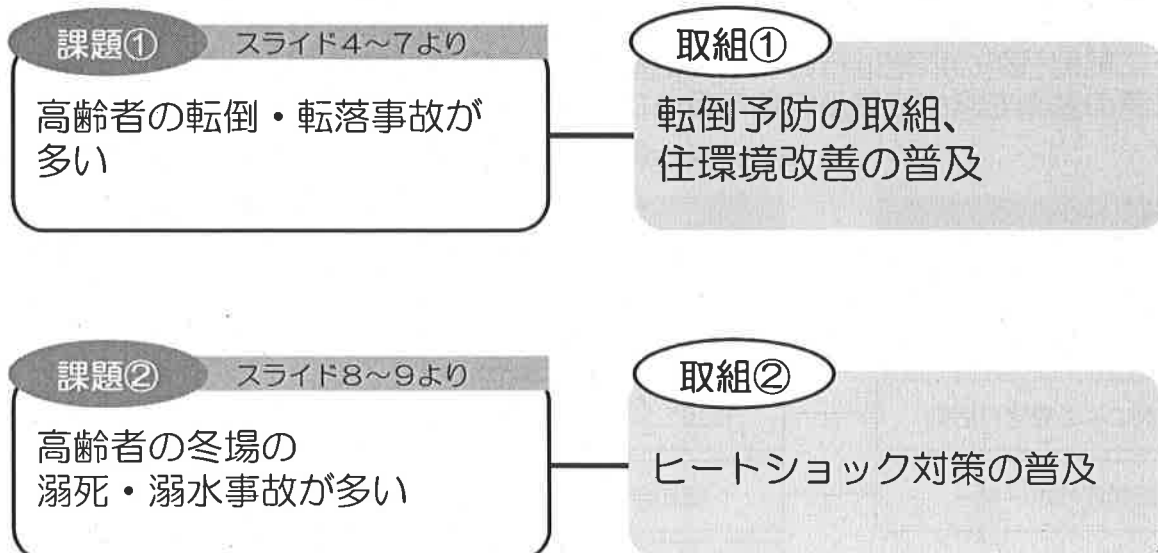 課題① スライド4～7より
高齢者の転倒・転落事故が
多い
取組①
転倒予防の取組、
住環境改善の普及
課題② スライド8～9より
高齢者の冬場の
溺死・溺水事故が多い
取組②
ヒートショック対策の普及